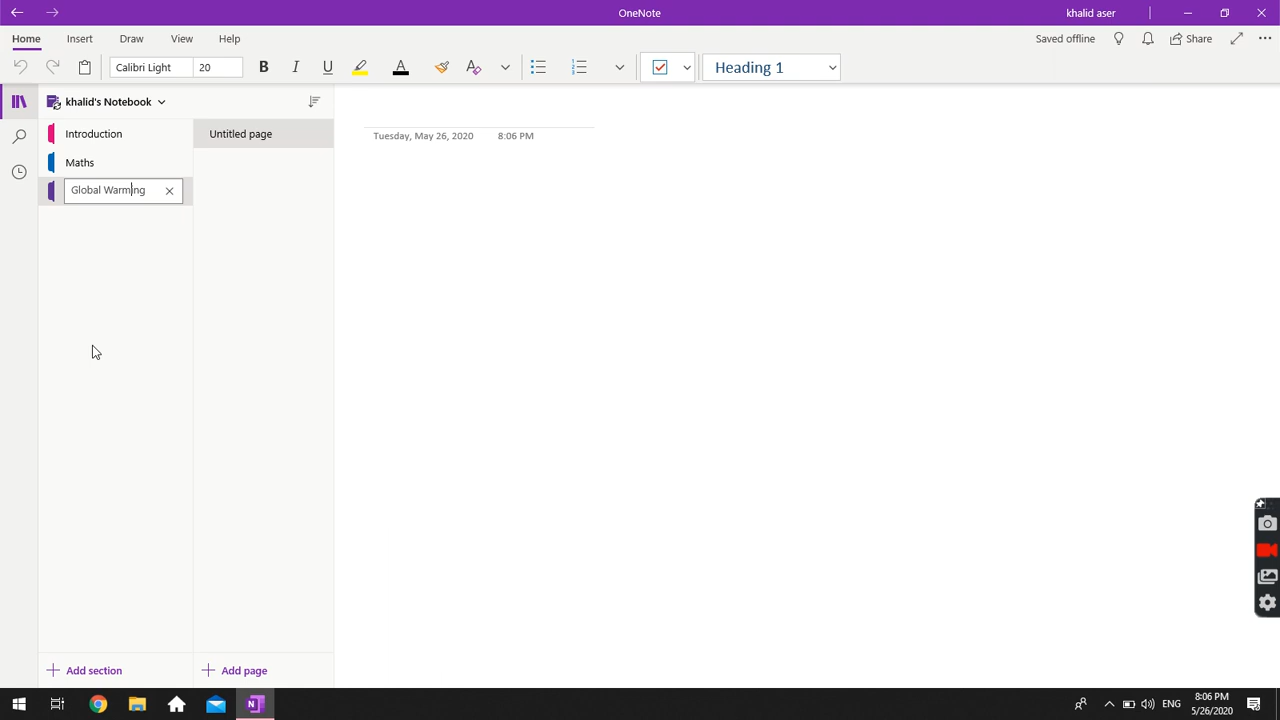 OneNote
khalid aser
Home Insert Draw View Help
Saved offline
Share
Calibri Light 20 B I U A Heading 1
khalid's Notebook
Introduction
Maths
Global Warming
Untitled page
Tuesday, May 26, 2020 8:06 PM
Add section
Add page
ENG
8:06 PM
5/26/2020